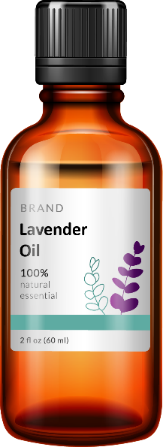 BRAND
Lavender
Oil
100%
natural
essential
2 fl oz (60 ml)